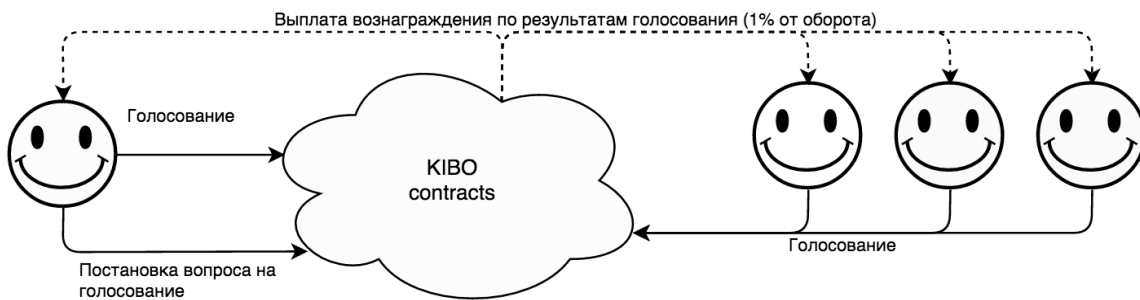 Выплата вознаграждения по результатам голосования (1% от оборота)
Голосование
KIBO
contracts
Голосование
Постановка вопроса на
голосование